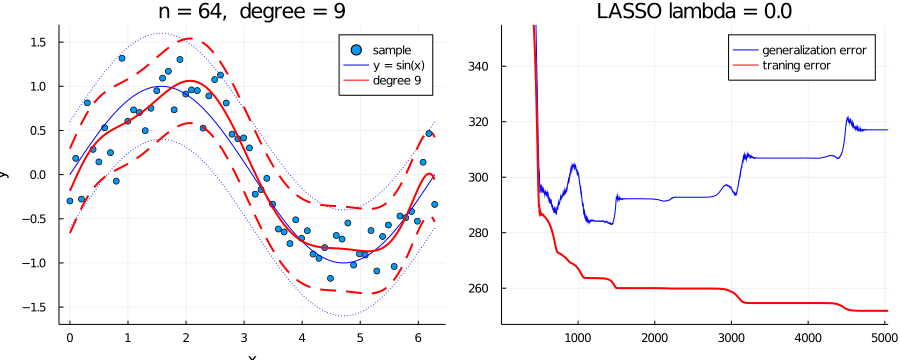 n = 64, degree = 9
1.5
1.0
0.5
0.0
−0.5
−1.0
−1.5
y
0 1 2 3 4 5 6
x
sample
y = sin(x)
degree 9
LASSO lambda = 0.0
340
320
300
280
260
1000 2000 3000 4000 5000
generalization error
traning error